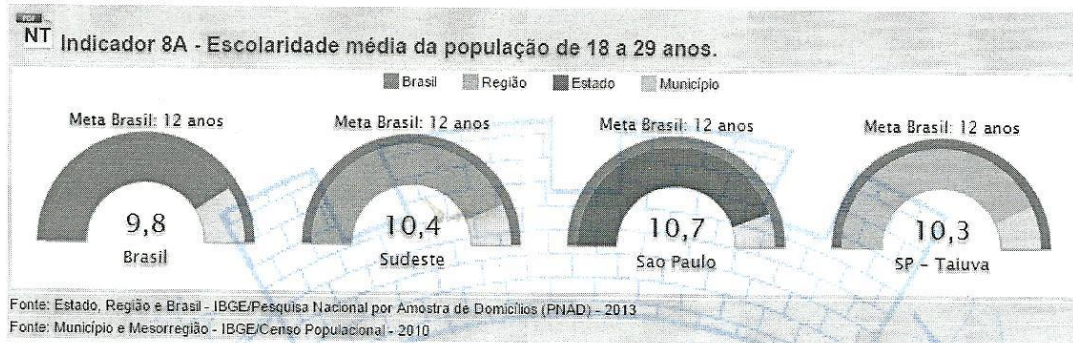 PDF
NT Indicador 8A - Escolaridade média da população de 18 a 29 anos.
Brasil Região Estado Município
Meta Brasil: 12 anos Meta Brasil: 12 anos Meta Brasil: 12 anos Meta Brasil: 12 anos
9,8 10,4 10,7 10,3
Brasil Sudeste Sao Paulo SP - Taiuva
Fonte: Estado, Região e Brasil - IBGE/Pesquisa Nacional por Amostra de Domicílios (PNAD) - 2013
Fonte: Município e Mesorregião - IBGE/Censo Populacional - 2010